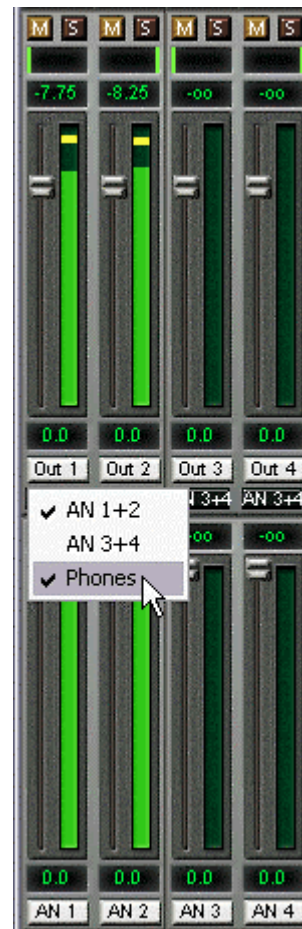 M S M S M S M S
-7.75 -8.25 -oo -oo
0.0 0.0 0.0 0.0
Out 1 Out 2 Out 3 Out 4
N 3+4 AN 3+4
AN 1+2
AN 3+4
Phones
-oo -oo
0.0 0.0 0.0 0.0
AN 1 AN 2 AN 3 AN 4